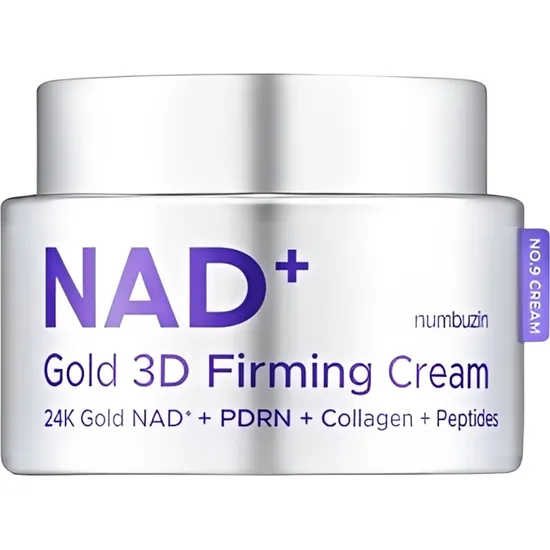 NAD+
numbuzin
Gold 3D Firming Cream
24K Gold NAD+ + PDRN + Collagen + Peptides
NO.9 CREAM